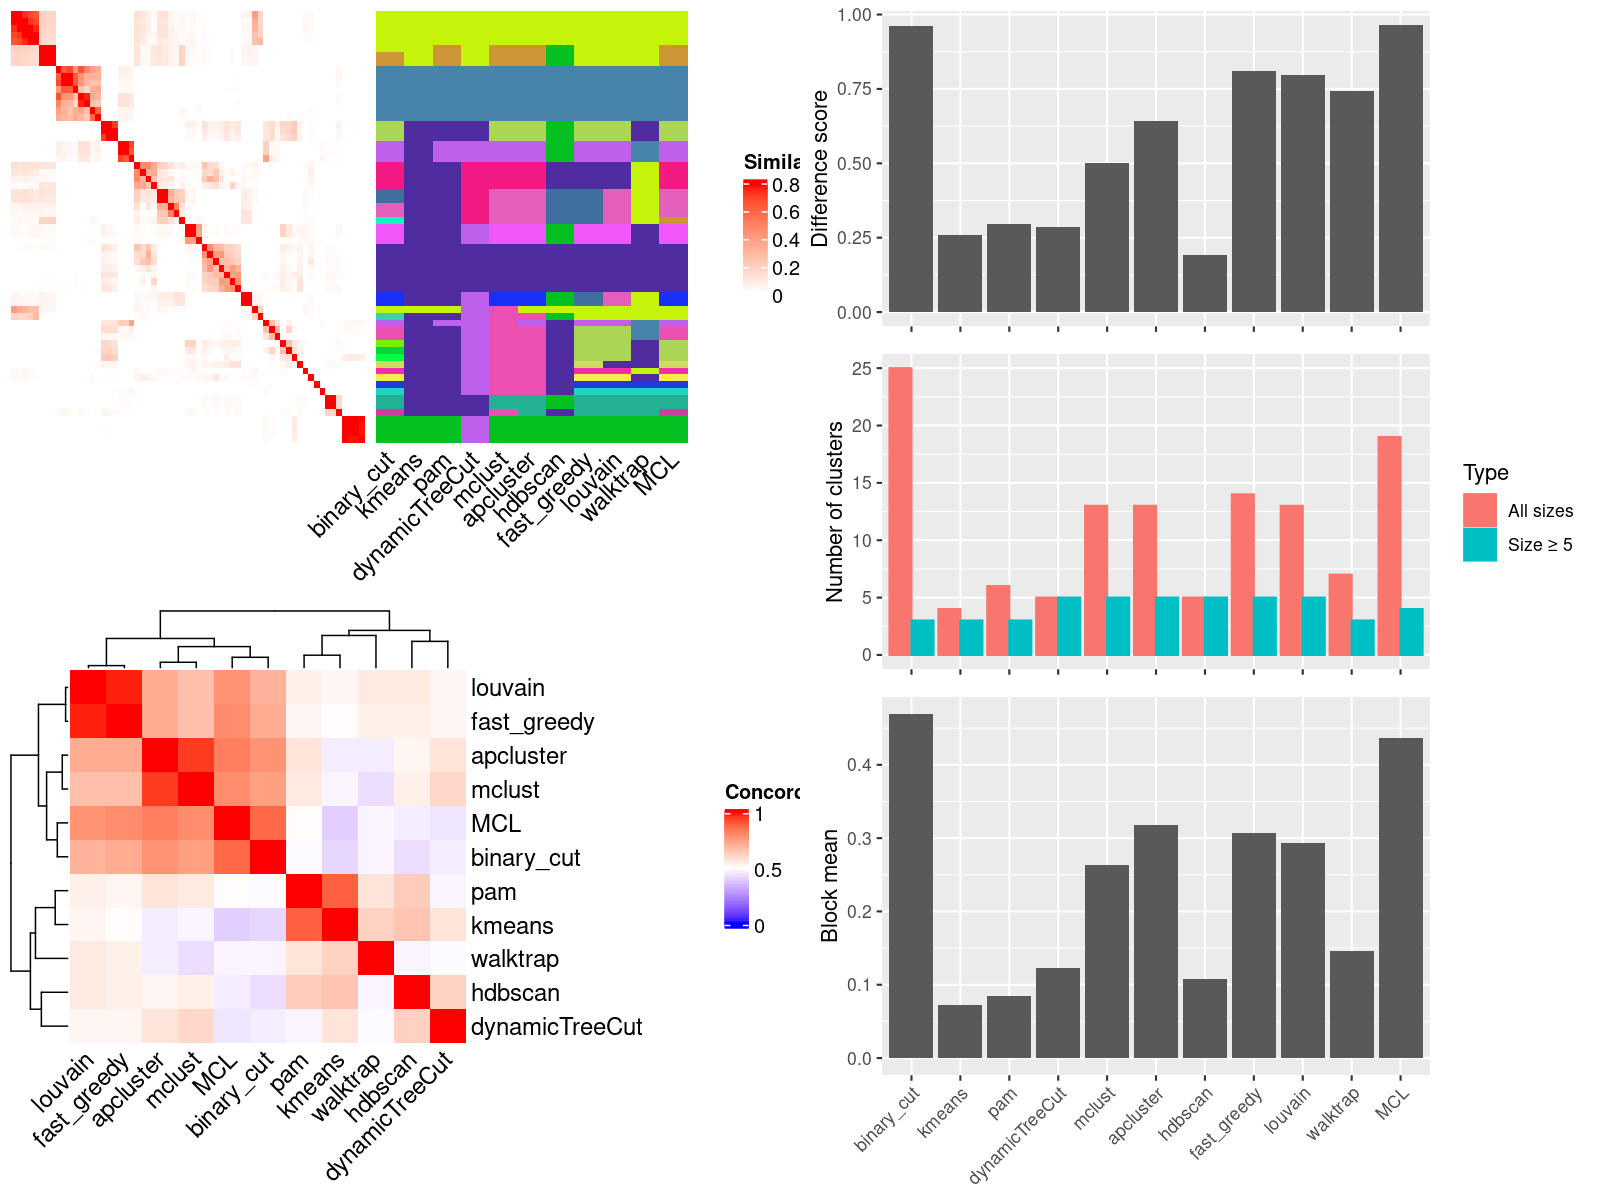 Simila
0.8
0.6
0.4
0.2
0
binary_cut
kmeans
pam
dynamicTreeCut
mclust
apcluster
hdbscan
fast_greedy
louvain
walktrap
MCL
louvain
fast_greedy
apcluster
mclust
MCL
binary_cut
pam
kmeans
walktrap
hdbscan
dynamicTreeCut
louvain
fast_greedy
apcluster
mclust
MCL
binary_cut
pam
kmeans
walktrap
hdbscan
dynamicTreeCut
Concord
1
0.5
0
Difference score
1.00
0.75
0.50
0.25
0.00
Number of clusters
25
20
15
10
5
0
Type
All sizes
Size ≥ 5
Block mean
0.4
0.3
0.2
0.1
0.0
binary_cut
kmeans
pam
dynamicTreeCut
mclust
apcluster
hdbscan
fast_greedy
louvain
walktrap
MCL